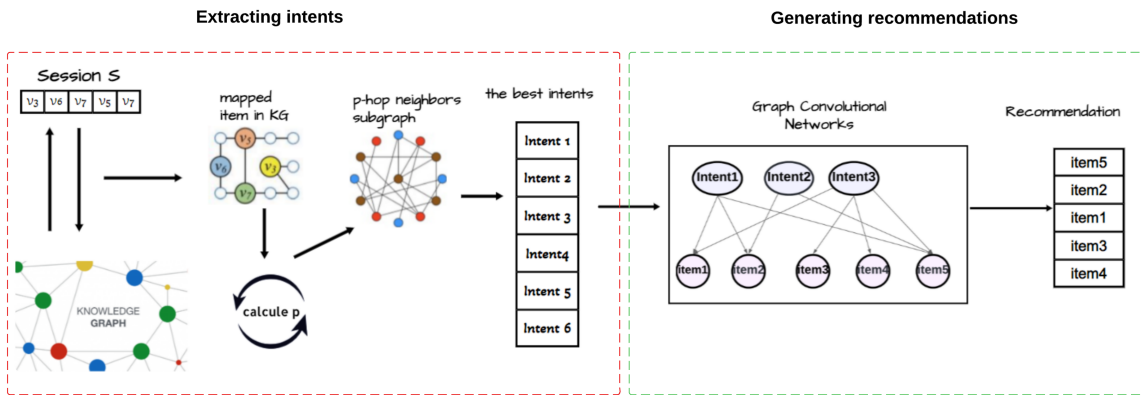 Extracting intents
Generating recommendations
Session S
v3 v6 v7 v5 v7
mapped
item in KG
v5
v6
v3
v7
KNOWLEDGE
GRAPH
calcule p
p-hop neighbors
subgraph
the best intents
Intent 1
Intent 2
Intent 3
Intent4
Intent 5
Intent 6
Graph Convolutional
Networks
Intent1 Intent2 Intent3
item1 item2 item3 item4 item5
Recommendation
item5
item2
item1
item3
item4